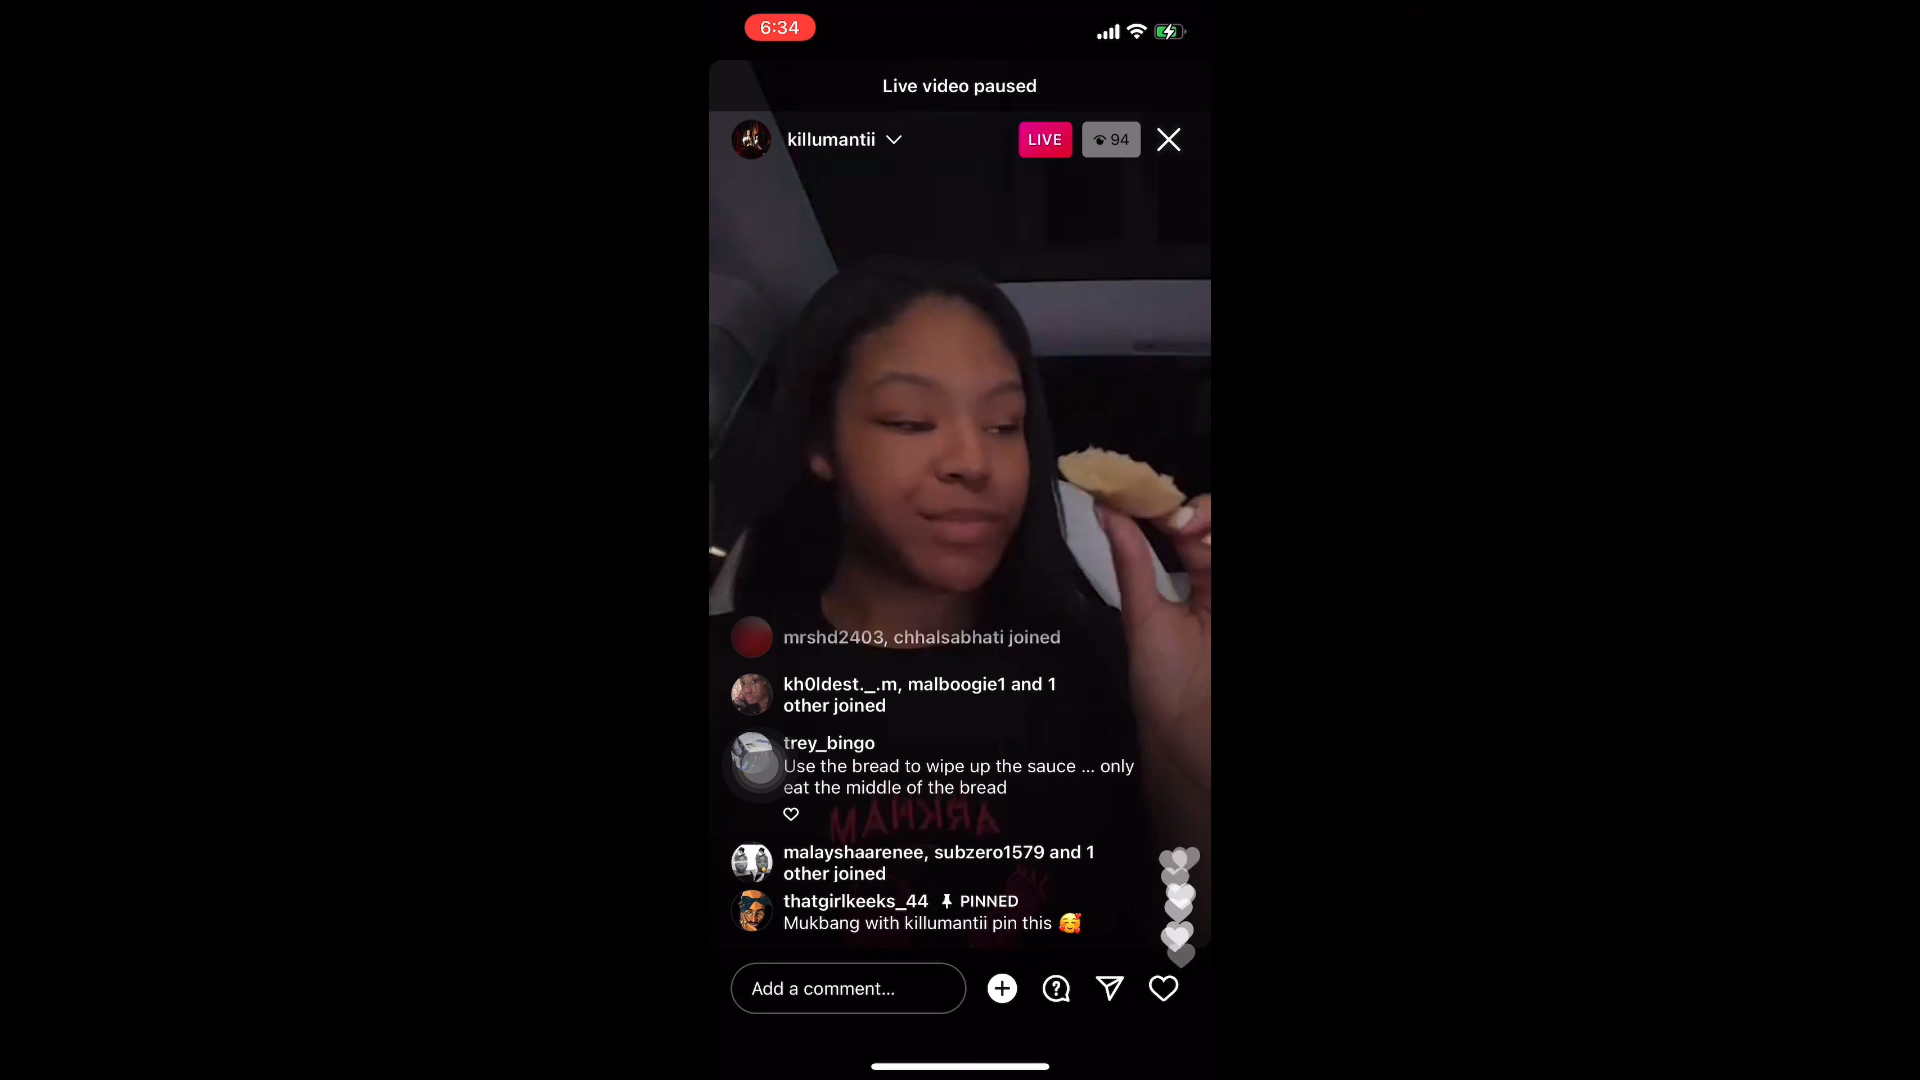 6:34
Live video paused
killumantii
LIVE
94
mrshd2403, chhalsabhati joined
kh0ldest._.m, malboogie1 and 1
other joined
trey_bingo
Use the bread to wipe up the sauce ... only
eat the middle of the bread
ARKHAM
malayshaarenee, subzero1579 and 1
other joined
thatgirlkeeks_44 PINNED
Mukbang with killumantii pin this 🥰
Add a comment...